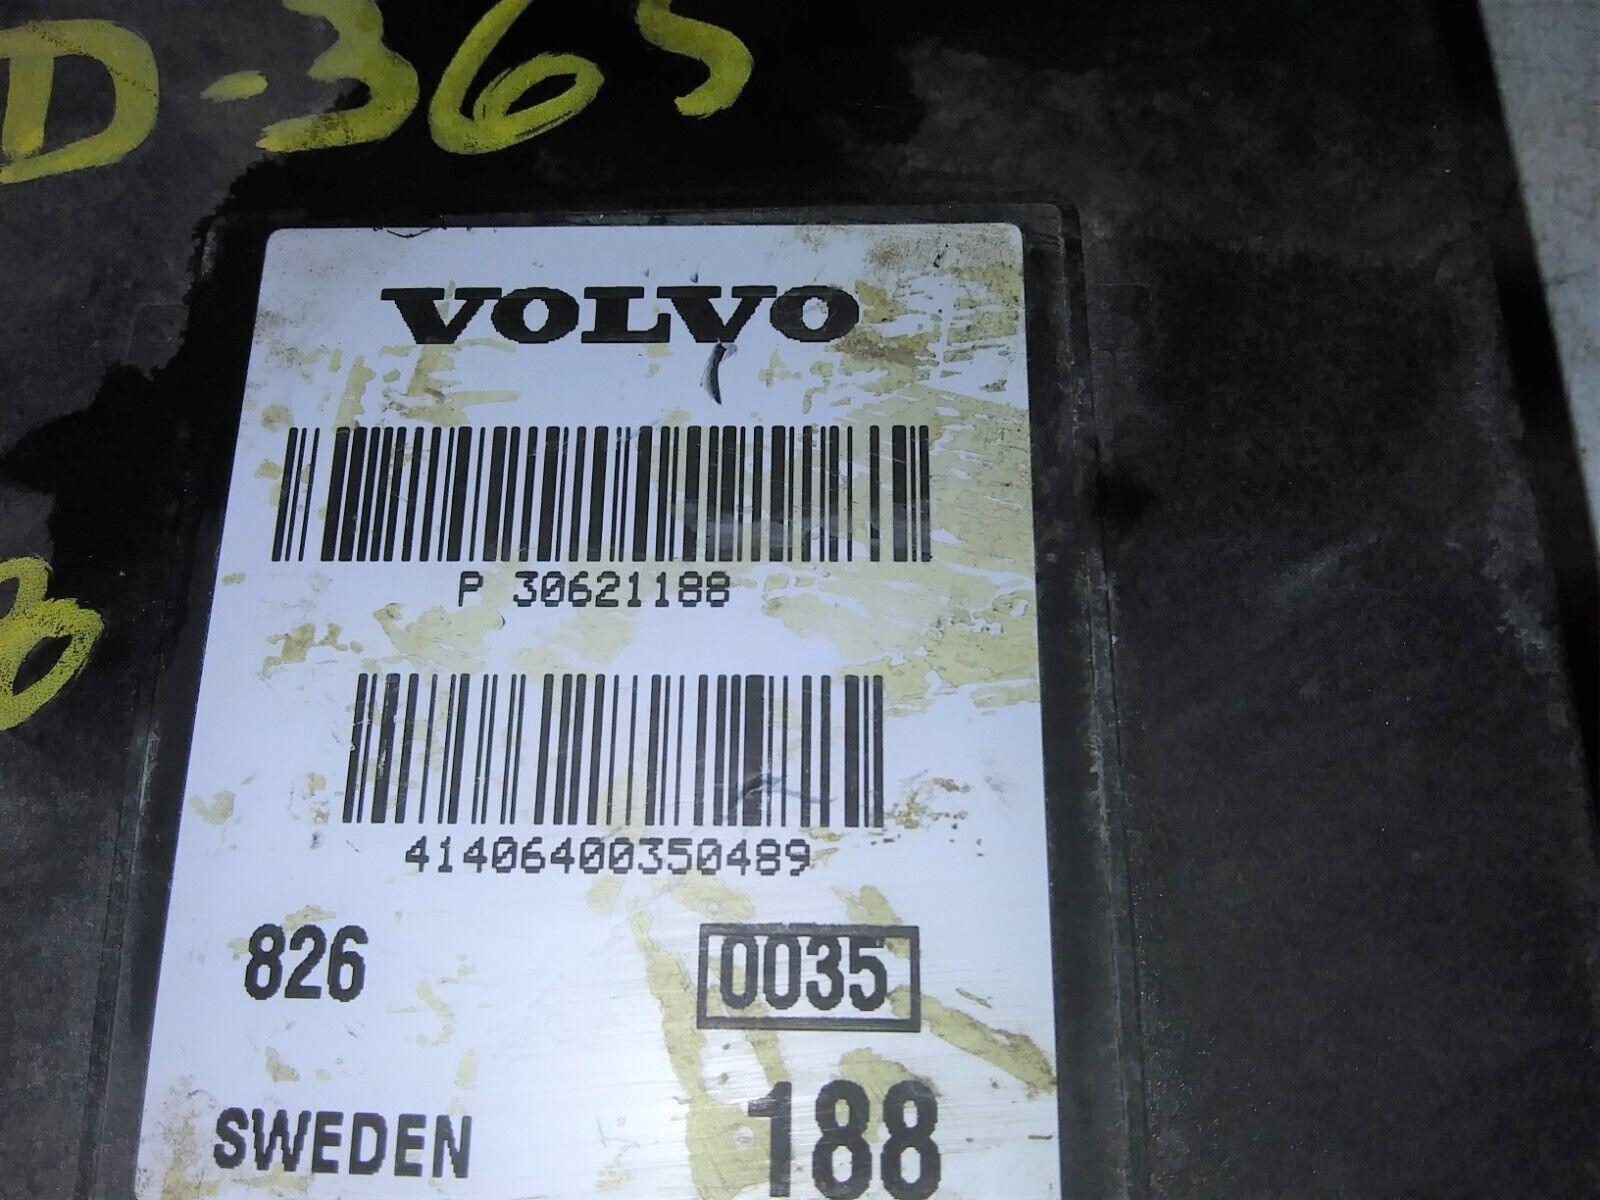 D-365
VOLVO
P 30621188
41406400350489
826 0035
SWEDEN 188